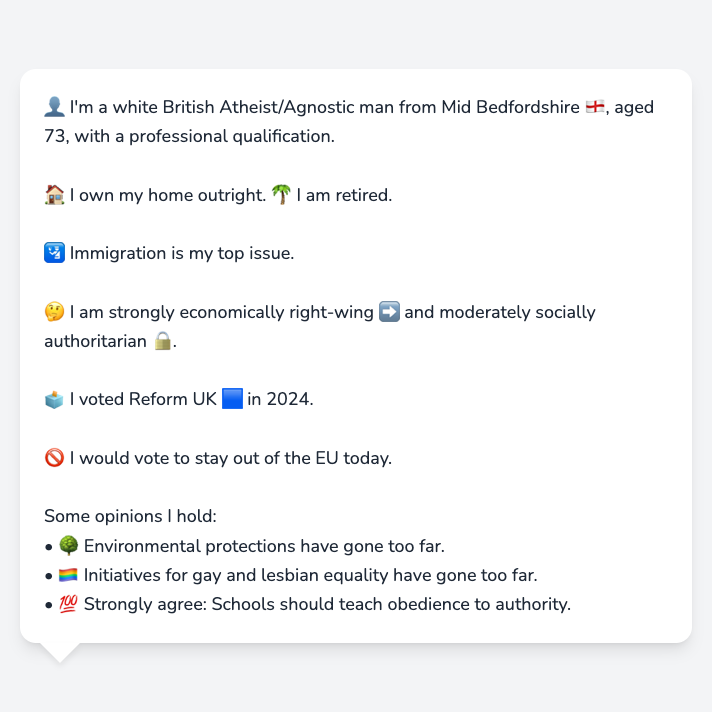 👤 I'm a white British Atheist/Agnostic man from Mid Bedfordshire 🏴󠁧󠁢󠁥󠁮󠁧󠁿, aged
73, with a professional qualification.
🏠 I own my home outright. 🌴 I am retired.
🛂 Immigration is my top issue.
🤔 I am strongly economically right-wing ➡️ and moderately socially
authoritarian 🔒.
🗳️ I voted Reform UK 🟦 in 2024.
🚫 I would vote to stay out of the EU today.
Some opinions I hold:
• 🌳 Environmental protections have gone too far.
• 🏳️‍🌈 Initiatives for gay and lesbian equality have gone too far.
• 💯 Strongly agree: Schools should teach obedience to authority.